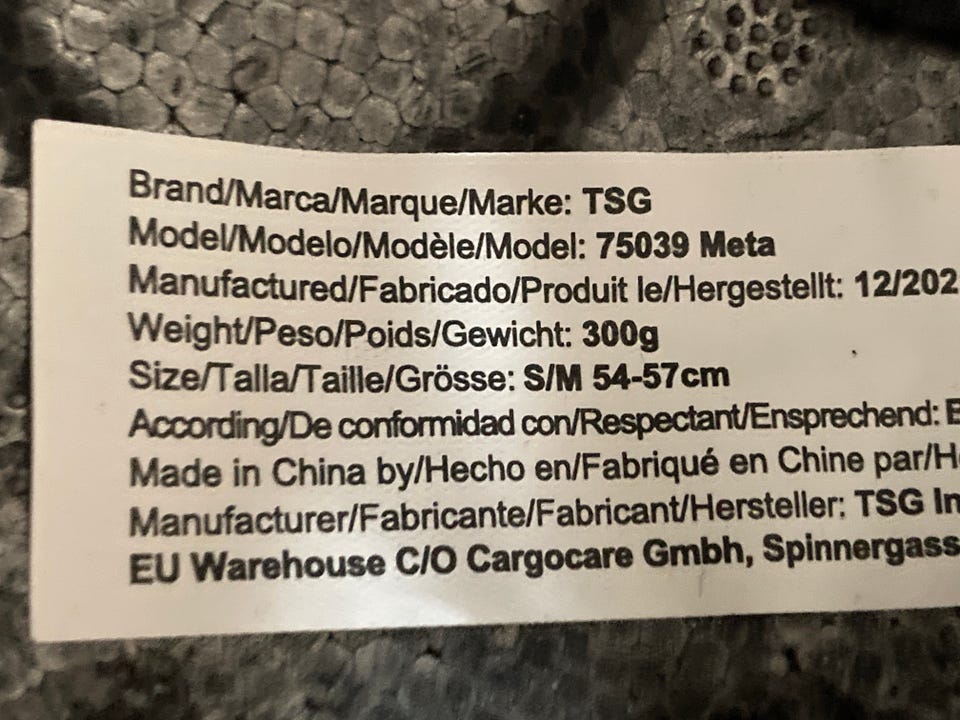 Brand/Marca/Marque/Marke: TSG
Model/Modelo/Modèle/Model: 75039 Meta
Manufactured/Fabricado/Produit le/Hergestellt: 12/202
Weight/Peso/Poids/Gewicht: 300g
Size/Talla/Taille/Grösse: S/M 54-57cm
According/De conformidad con/Respectant/Ensprechend:
Made in China by/Hecho en/Fabriqué en Chine par/H
Manufacturer/Fabricante/Fabricant/Hersteller: TSG In
EU Warehouse C/O Cargocare Gmbh, Spinnergass